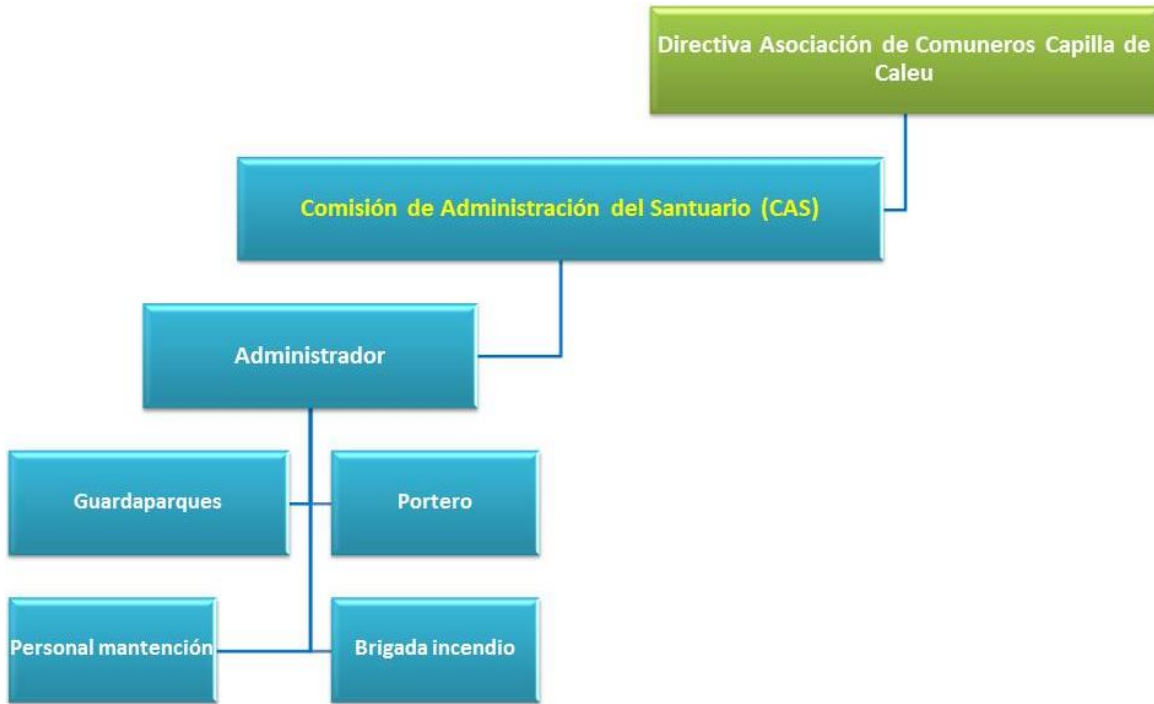 Directiva Asociación de Comuneros Capilla de
Caleu
Comisión de Administración del Santuario (CAS)
Administrador
Guardaparques
Portero
Personal mantención
Brigada incendio